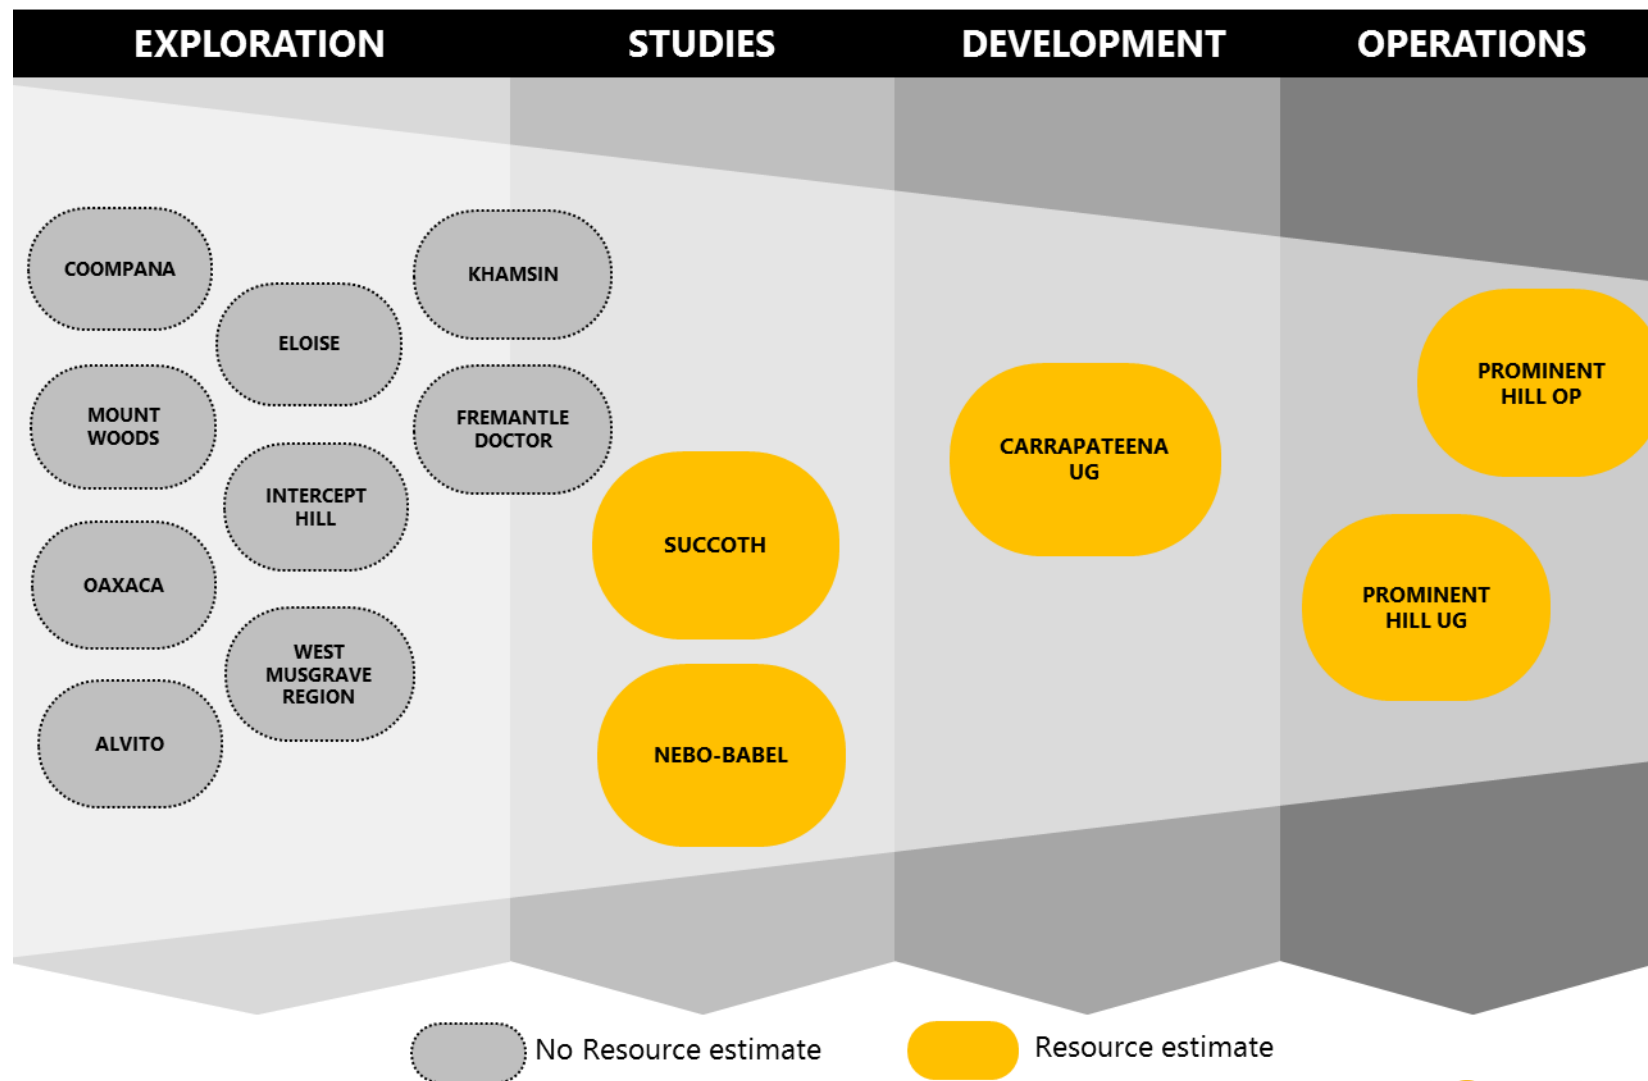 EXPLORATION
STUDIES
DEVELOPMENT
OPERATIONS
COOMPANA
MOUNT
WOODS
OAXACA
ALVITO
ELOISE
INTERCEPT
HILL
WEST
MUSGRAVE
REGION
KHAMSIN
FREMANTLE
DOCTOR
SUCCOTH
NEBO-BABEL
CARRAPATEENA
UG
PROMINENT
HILL OP
PROMINENT
HILL UG
No Resource estimate
Resource estimate